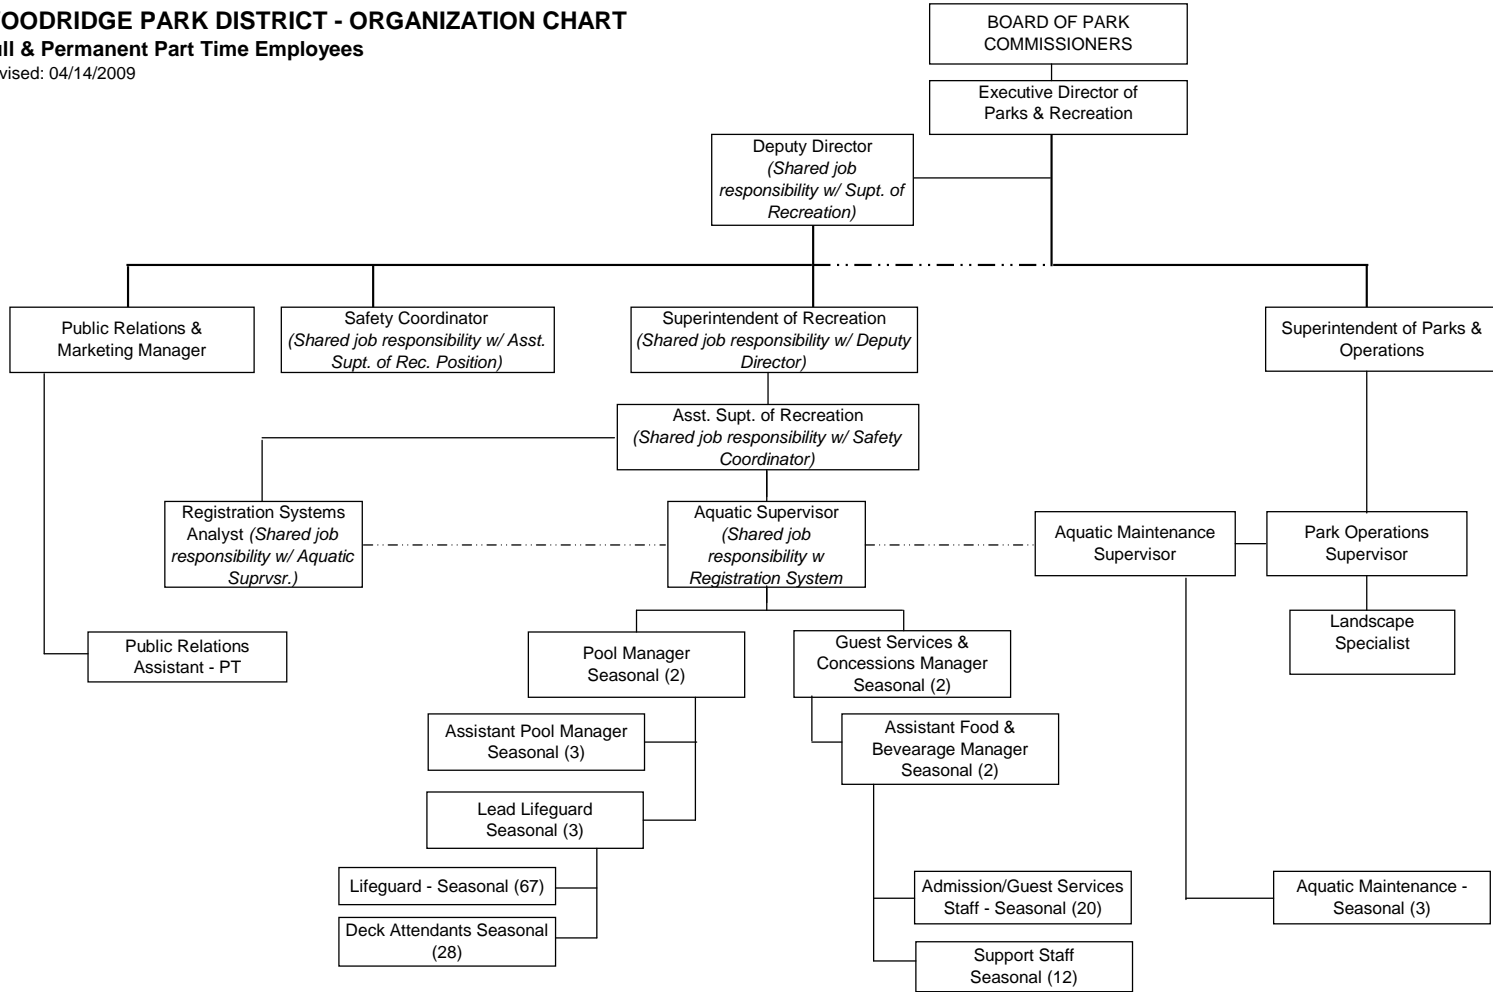 OODRIDGE PARK DISTRICT - ORGANIZATION CHART
ull & Permanent Part Time Employees
vised: 04/14/2009
BOARD OF PARK
COMMISSIONERS
Executive Director of
Parks & Recreation
Deputy Director
(Shared job
responsibility w/ Supt. of
Recreation)
Public Relations &
Marketing Manager
Safety Coordinator
(Shared job responsibility w/ Asst.
Supt. of Rec. Position)
Superintendent of Recreation
(Shared job responsibility w/ Deputy
Director)
Superintendent of Parks &
Operations
Asst. Supt. of Recreation
(Shared job responsibility w/ Safety
Coordinator)
Registration Systems
Analyst (Shared job
responsibility w/ Aquatic
Suprvsr.)
Aquatic Supervisor
(Shared job
responsibility w
Registration System
Aquatic Maintenance
Supervisor
Park Operations
Supervisor
Public Relations
Assistant - PT
Pool Manager
Seasonal (2)
Guest Services &
Concessions Manager
Seasonal (2)
Landscape
Specialist
Assistant Pool Manager
Seasonal (3)
Assistant Food &
Bevearage Manager
Seasonal (2)
Lead Lifeguard
Seasonal (3)
Lifeguard - Seasonal (67)
Deck Attendants Seasonal
(28)
Admission/Guest Services
Staff - Seasonal (20)
Support Staff
Seasonal (12)
Aquatic Maintenance -
Seasonal (3)